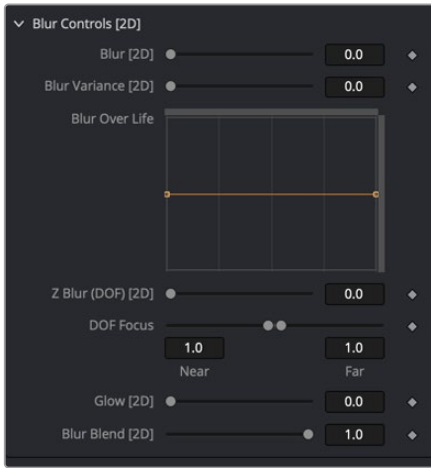 Blur Controls [2D]
Blur [2D] 0.0
Blur Variance [2D] 0.0
Blur Over Life
Z Blur (DOF) [2D] 0.0
DOF Focus
1.0 1.0
Near Far
Glow [2D] 0.0
Blur Blend [2D] 1.0